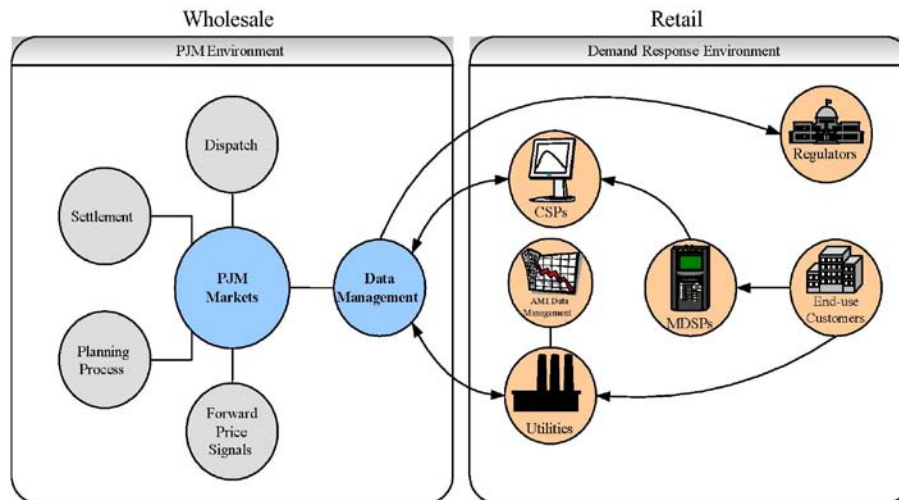 Wholesale
Retail
PJM Environment
Demand Response Environment
Dispatch
Settlement
PJM
Markets
Planning
Process
Forward
Price
Signals
Data
Management
Regulators
CSPs
AMI Data
Management
MDSPs
End-use
Customers
Utilities